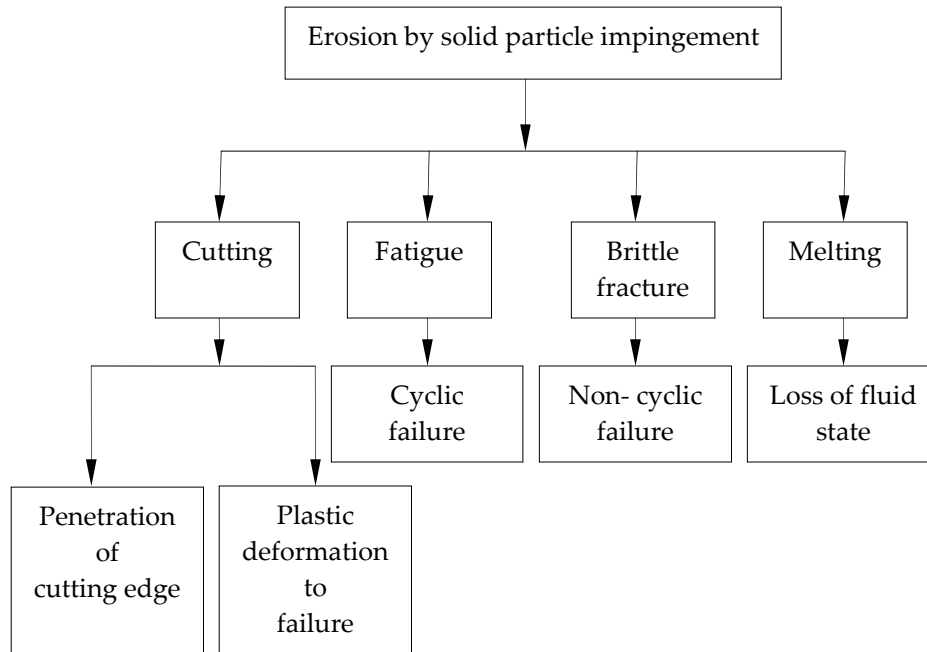 Erosion by solid particle impingement
Cutting
Fatigue
Brittle
fracture
Melting
Cyclic
failure
Non- cyclic
failure
Loss of fluid
state
Penetration
of
cutting edge
Plastic
deformation
to
failure